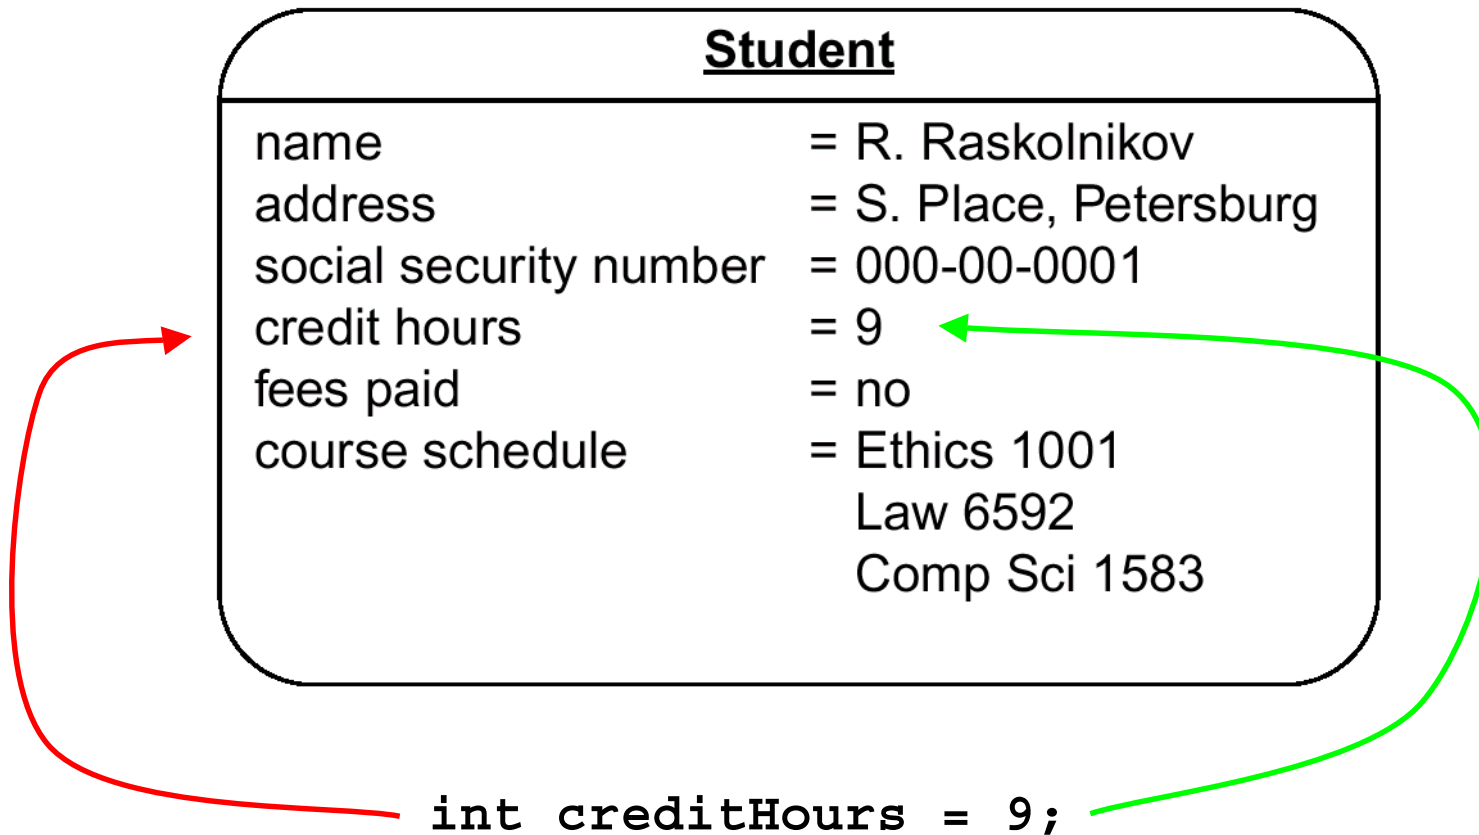 Student
name = R. Raskolnikov
address = S. Place, Petersburg
social security number = 000-00-0001
credit hours = 9
fees paid = no
course schedule = Ethics 1001
Law 6592
Comp Sci 1583
int creditHours = 9;